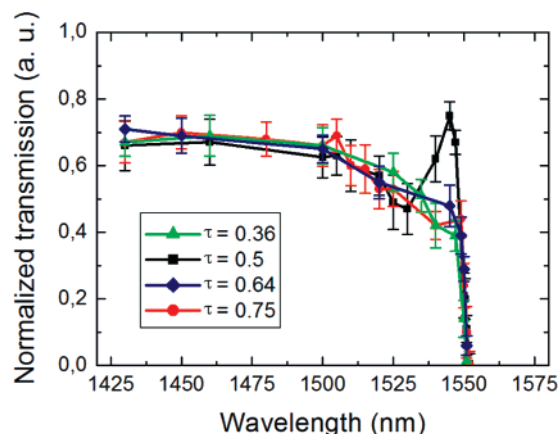 Normalized transmission (a. u.)
1,0
0,8
0,6
0,4
0,2
0,0
τ = 0.36
τ = 0.5
τ = 0.64
τ = 0.75
1425 1450 1475 1500 1525 1550 1575
Wavelength (nm)